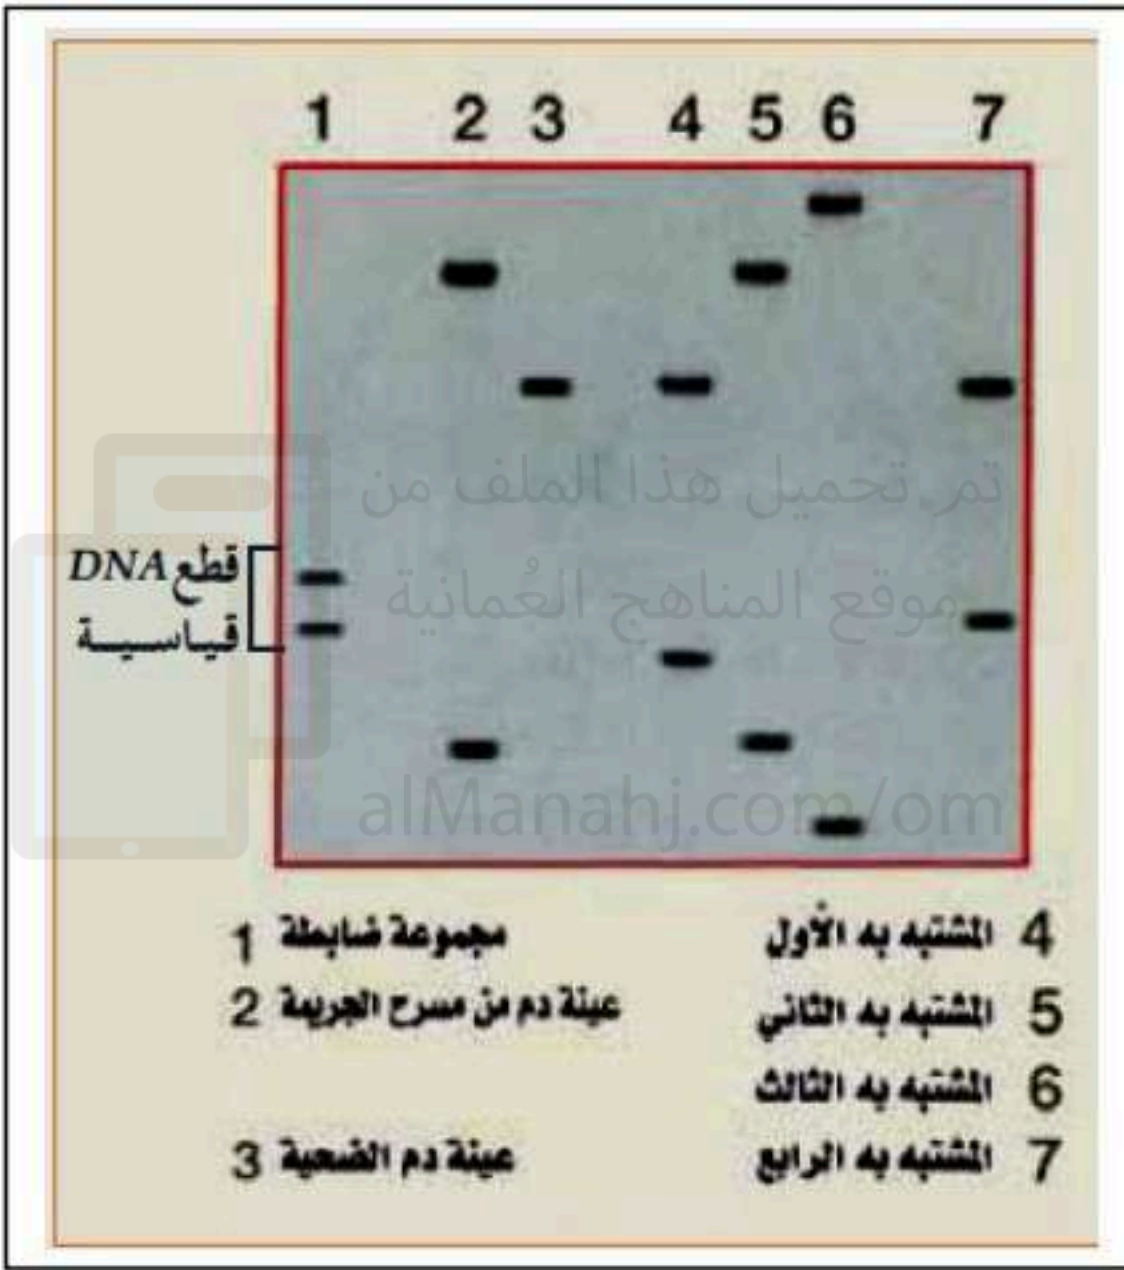 1 2 3 4 5 6 7
تم تحميل هذا الملف من
موقع المناهج العُمانية
alManahj.com/om
قطع DNA
قياسية
1 مجموعة ضابطة
2 عينة دم من مسرح الجريمة
3 عينة دم الضحية
4 المشتبه به الأول
5 المشتبه به الثاني
6 المشتبه به الثالث
7 المشتبه به الرابع